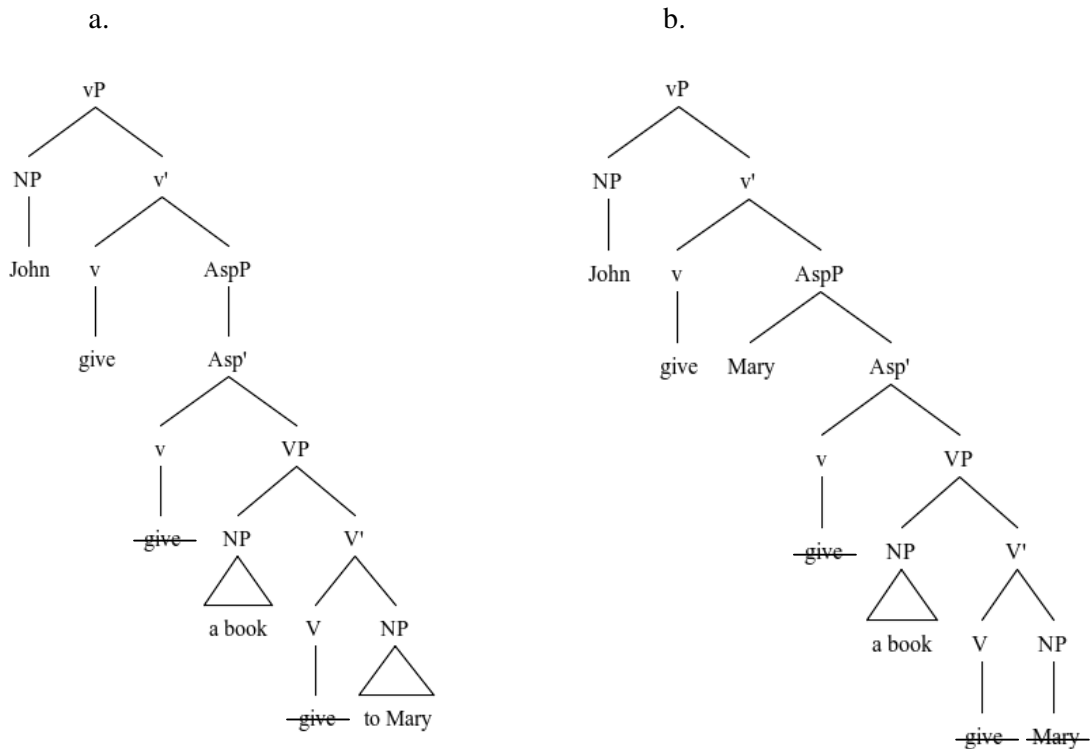 a. b.
vP vP
NP v' NP v'
John v AspP John v AspP
give Asp' give Mary Asp'
v VP v VP
give NP V' give NP V'
a book V NP a book V NP
give to Mary give Mary